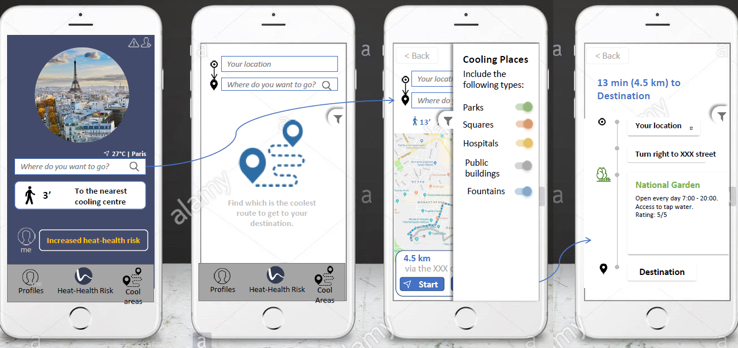 27°C | Paris
Where do you want to go?
3’
To the nearest
cooling centre
me
Increased heat-health risk
Profiles
Heat-Health Risk
Cool
areas
Your location
Where do you want to go?
Find which is the coolest
route to get to your
destination.
Profiles
Heat-Health Risk
Cool
Areas
alamy
< Back
Your locat
Where do
13’
4.5 km
via the XXX
Start
Cooling Places
Include the
following types:
Parks
Squares
Hospitals
Public
buildings
Fountains
alamy
< Back
13 min (4.5 km) to
Destination
Your location
Turn right to XXX street
National Garden
Open every day 7:00 - 20:00.
Access to tap water.
Rating: 5/5
Destination